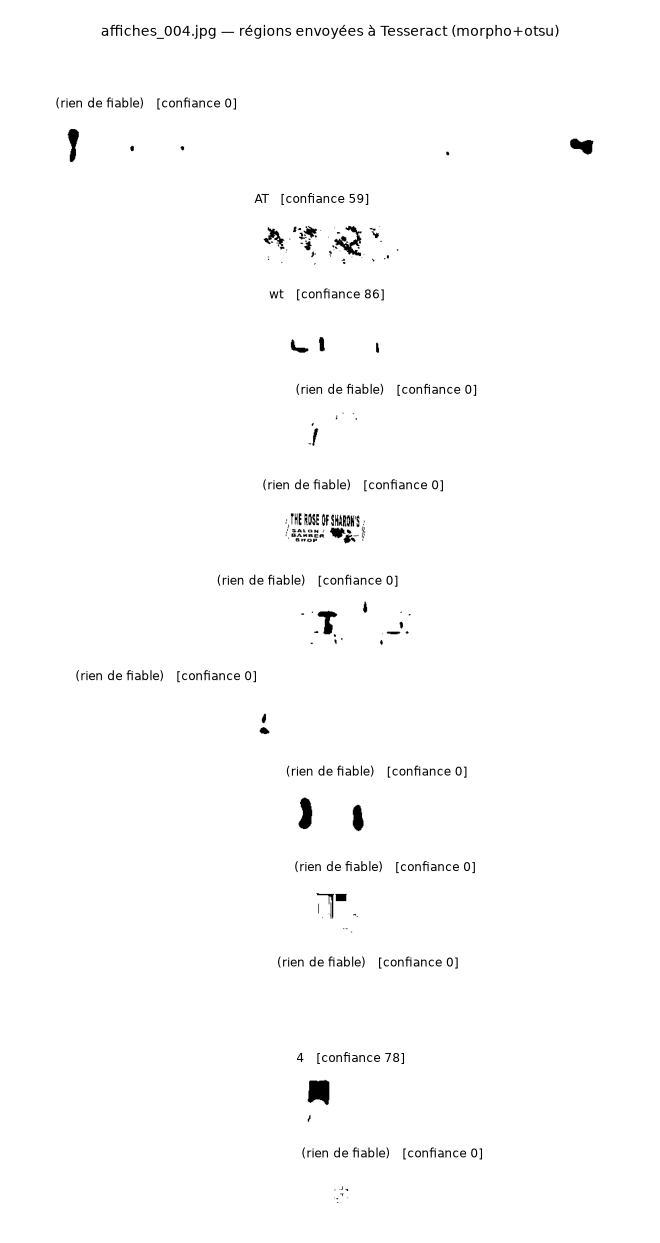 affiches_004.jpg — régions envoyées à Tesseract (morpho+otsu)
(rien de fiable) [confiance 0]
AT [confiance 59]
wt [confiance 86]
(rien de fiable) [confiance 0]
(rien de fiable) [confiance 0]
THE ROSE OF SHARON'S
SALON /
BARBER
SHOP
(rien de fiable) [confiance 0]
(rien de fiable) [confiance 0]
(rien de fiable) [confiance 0]
(rien de fiable) [confiance 0]
(rien de fiable) [confiance 0]
4 [confiance 78]
(rien de fiable) [confiance 0]